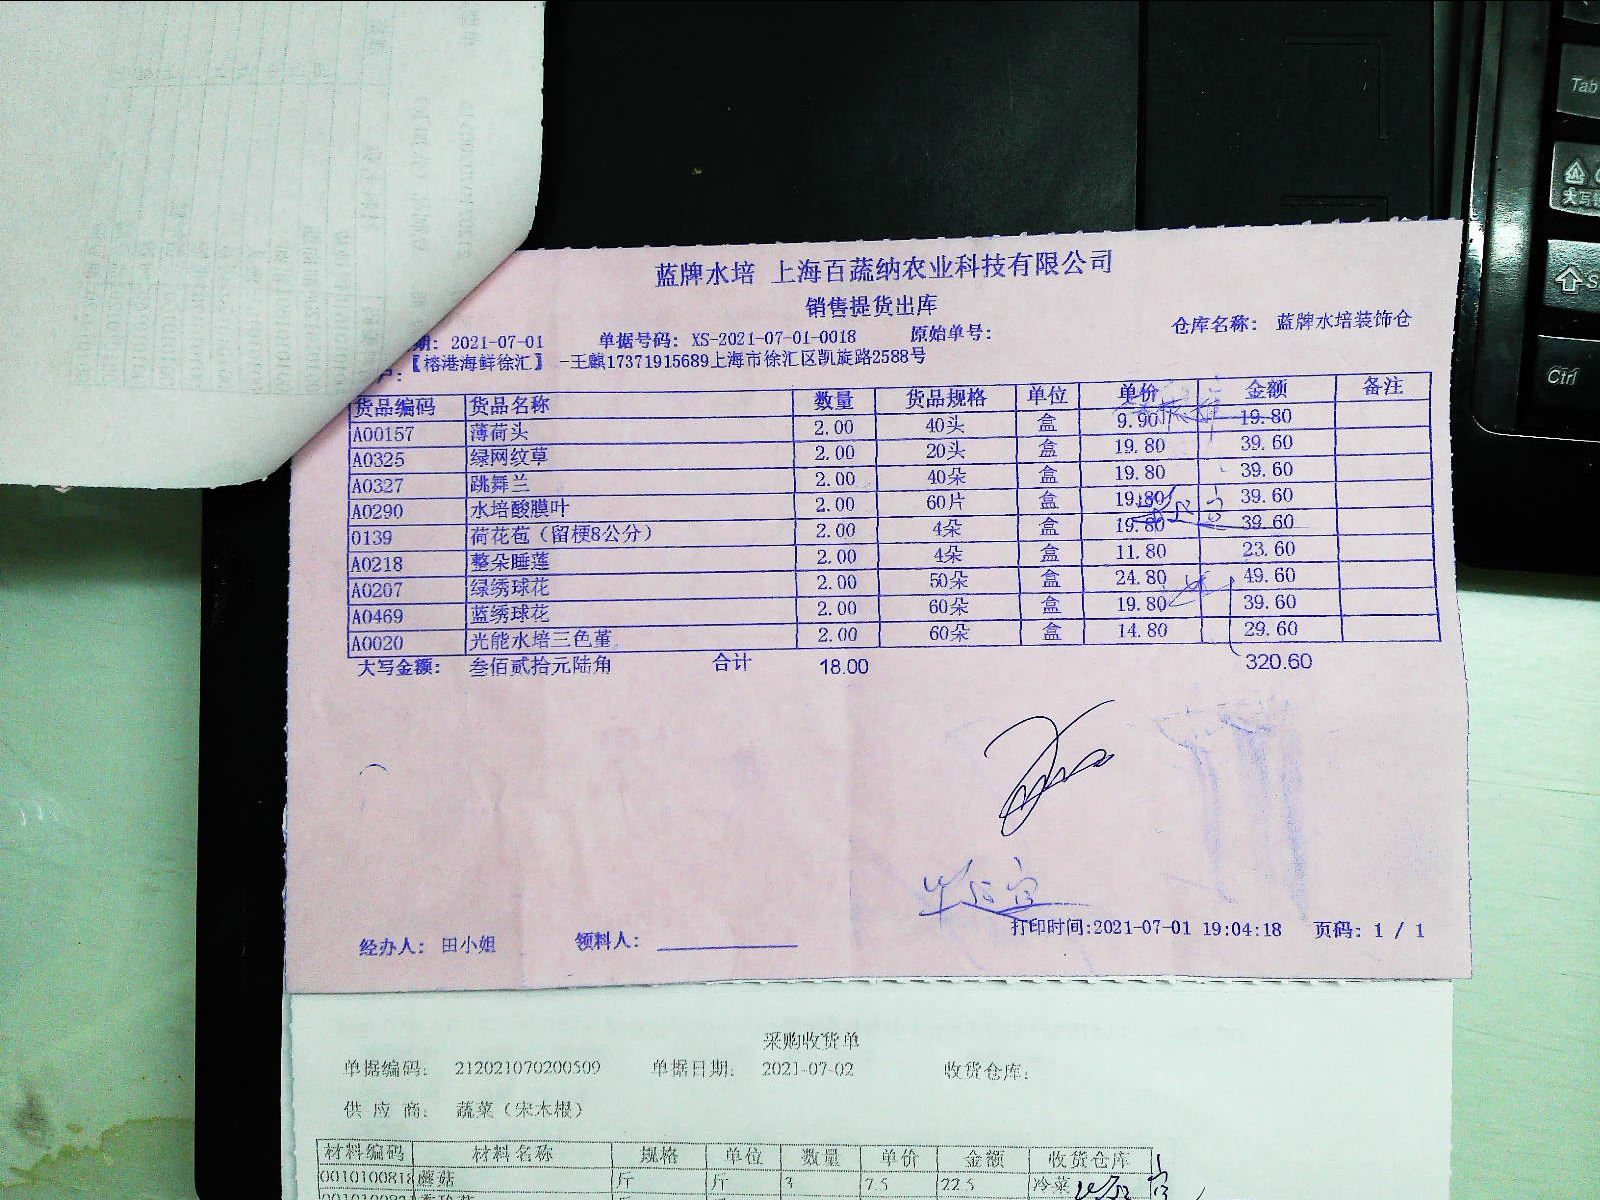 蓝牌水培 上海百蔬纳农业科技有限公司
销售提货出库
期: 2021-07-01 单据号码: XS-2021-07-01-0018 原始单号: 仓库名称: 蓝牌水培装饰仓
户: 【榕港海鲜徐汇】 -王麒17371915689上海市徐汇区凯旋路2588号
货品编码 货品名称 数量 货品规格 单位 单价 金额 备注
A00157 薄荷头 2.00 40头 盒 9.90 19.80
A0325 绿网纹草 2.00 20头 盒 19.80 39.60
A0327 跳舞兰 2.00 40朵 盒 19.80 39.60
A0290 水培酸膜叶 2.00 60片 盒 19.80 39.60
0139 荷花苞（留梗8公分） 2.00 4朵 盒 19.80 39.60
A0218 整朵睡莲 2.00 4朵 盒 11.80 23.60
A0207 绿绣球花 2.00 50朵 盒 24.80 49.60
A0469 蓝绣球花 2.00 60朵 盒 19.80 39.60
A0020 光能水培三色堇 2.00 60朵 盒 14.80 29.60
大写金额: 叁佰贰拾元陆角 合计 18.00 320.60
打印时间:2021-07-01 19:04:18 页码: 1 / 1
经办人: 田小姐 领料人:
采购收货单
单据编码: 212021070200509 单据日期: 2021-07-02 收货仓库:
供 应 商: 蔬菜（宋木根）
材料编码 材料名称 规格 单位 数量 单价 金额 收货仓库
0010100818 蘑菇 斤 斤 3 7.5 22.5 冷菜
Tab
大写
Ctrl